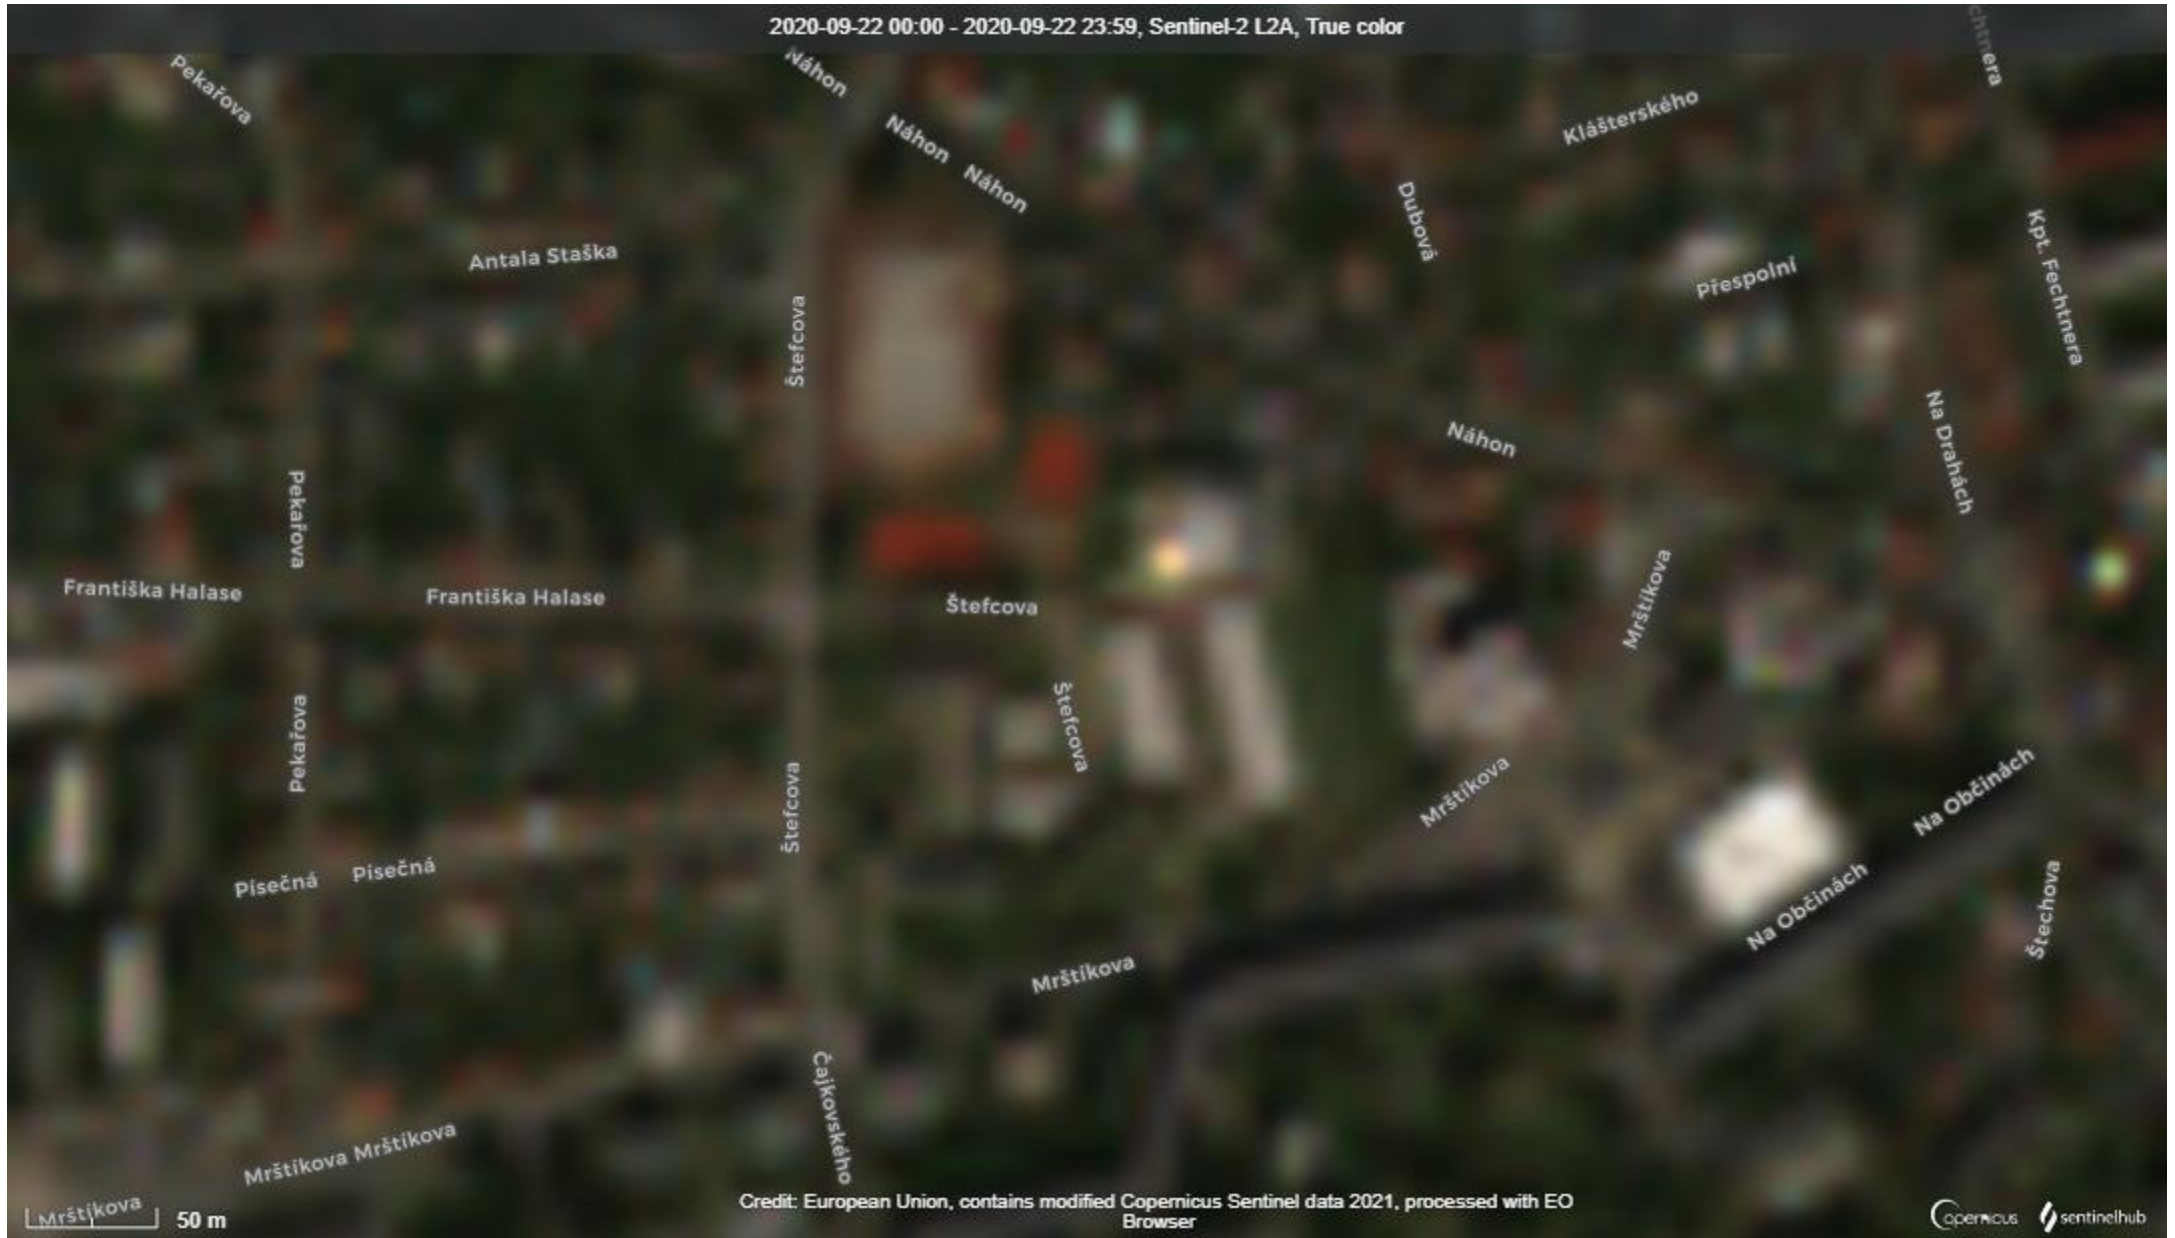 2020-09-22 00:00 - 2020-09-22 23:59, Sentinel-2 L2A, True color
Pekařova
Náhon
chtnera
Klášterského
Náhon
Náhon
Dubová
Antala Staška
Kpt. Fechtnera
Přespolní
Štefcova
Na Drahách
Náhon
Pekařova
Františka Halase
Františka Halase
Štefcova
Mrštíkova
Štefcova
Pekařova
Štefcova
Mrštíkova
Na Občinách
Písečná
Písečná
Na Občinách
Štechova
Mrštíkova
Čajkovského
Mrštíkova
Mrštíkova
Mrštíkova
50 m
Credit: European Union, contains modified Copernicus Sentinel data 2021, processed with EO
Browser
Copernicus
sentinelhub